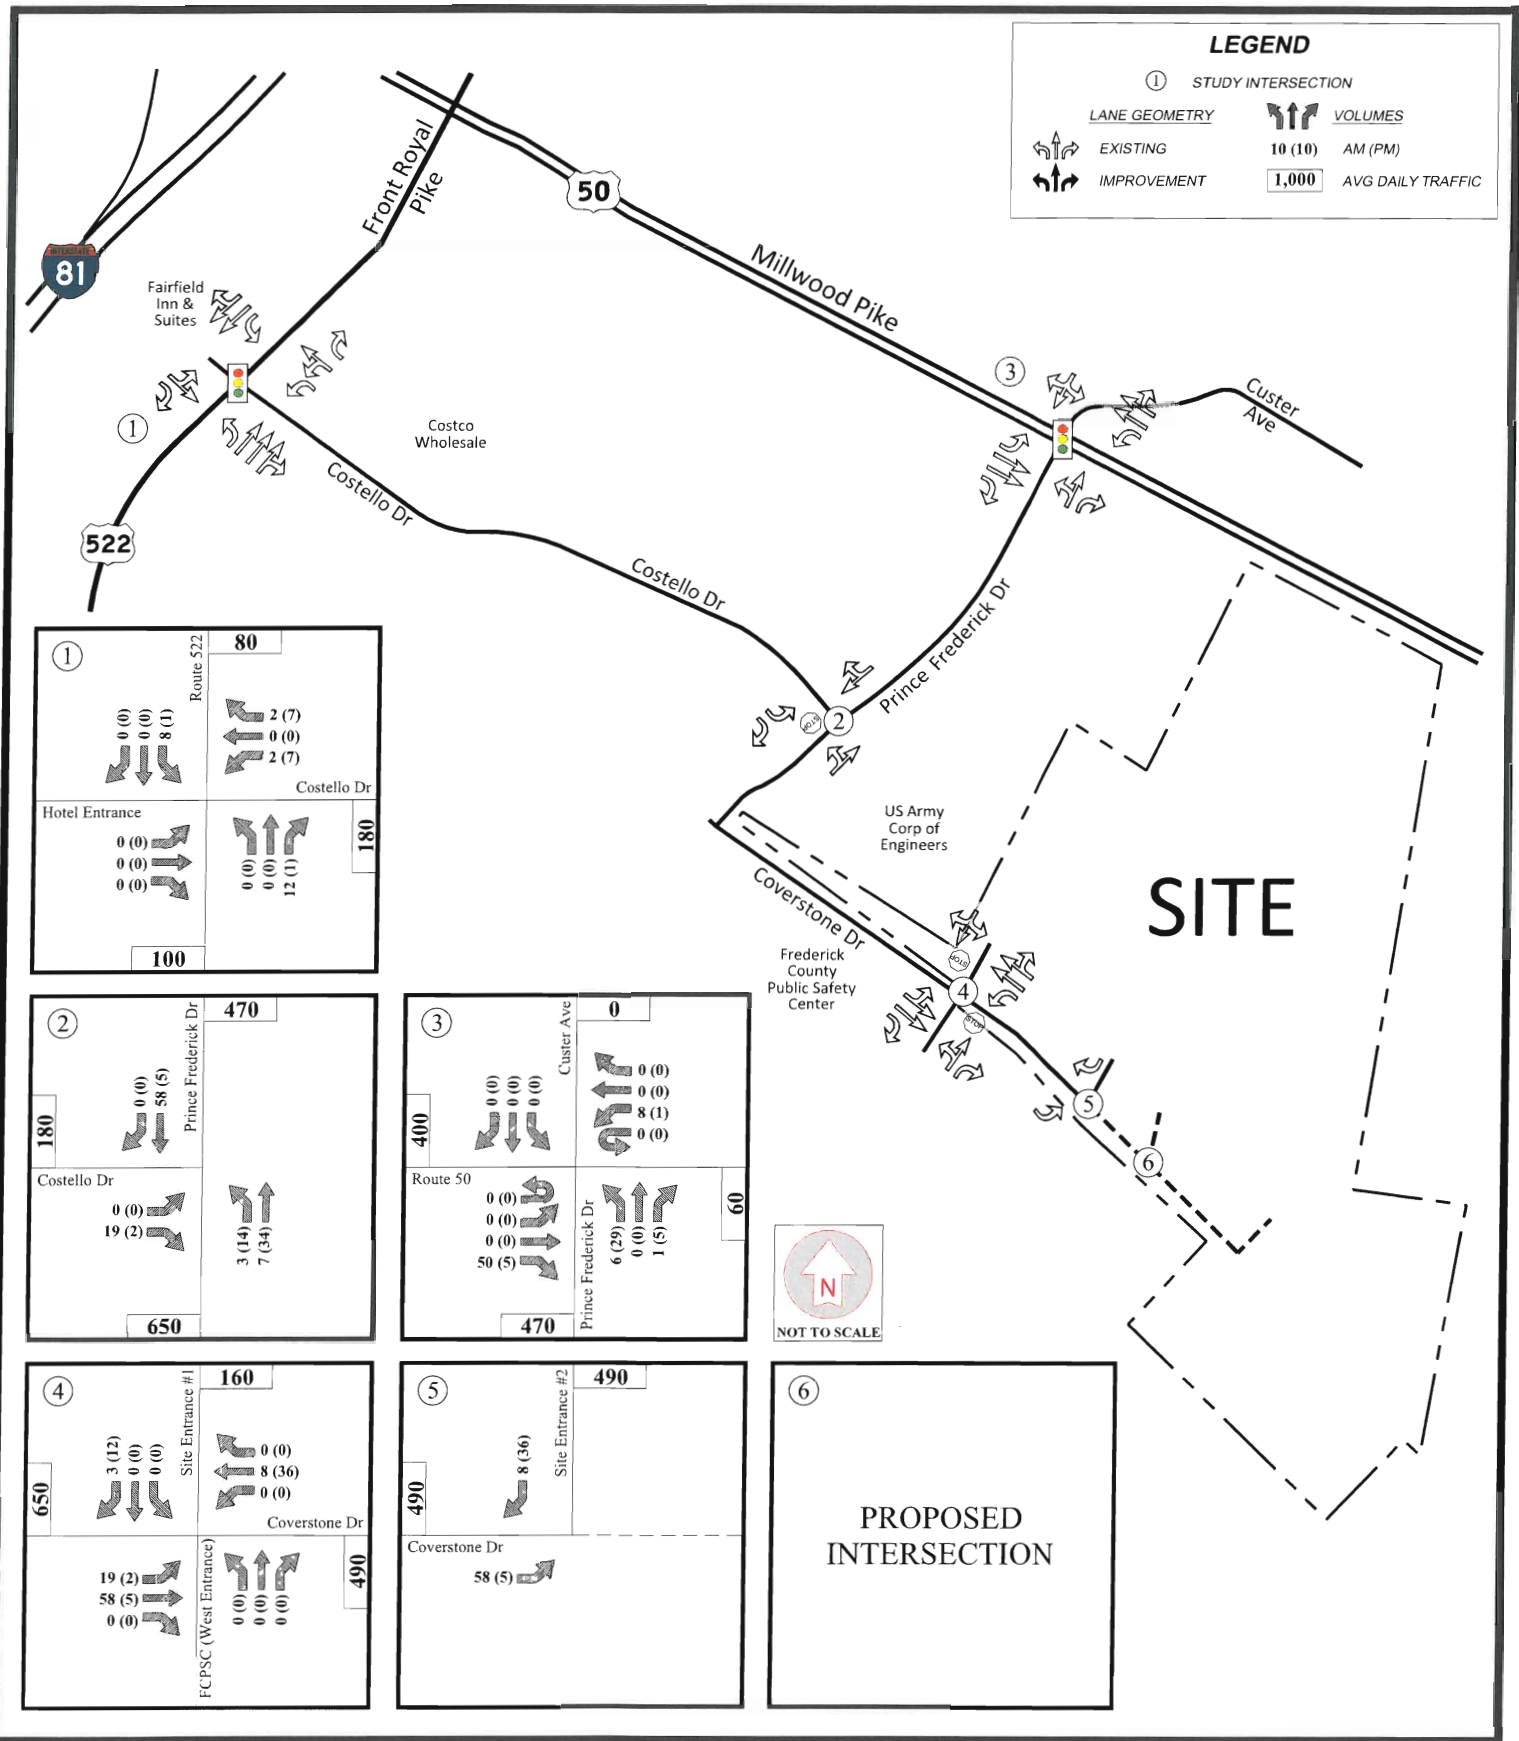 LEGEND
1 STUDY INTERSECTION
LANE GEOMETRY
VOLUMES
EXISTING
10 (10) AM (PM)
IMPROVEMENT
1,000 AVG DAILY TRAFFIC
Front Royal
Pike
50
INTERSTATE
81
Fairfield
Inn &
Suites
Millwood Pike
3
Custer
Ave
1
Costco
Wholesale
Costello Dr
522
Costello Dr
Prince Frederick Dr
STOP
2
US Army
Corp of
Engineers
SITE
Coverstone Dr
Frederick
County
Public Safety
Center
STOP
4
STOP
5
6
N
NOT TO SCALE
1
Route 522
80
0 (0)
0 (0)
8 (1)
2 (7)
0 (0)
2 (7)
Costello Dr
Hotel Entrance
180
0 (0)
0 (0)
0 (0)
0 (0)
0 (0)
12 (1)
100
2
Prince Frederick Dr
470
0 (0)
58 (5)
180
Costello Dr
0 (0)
19 (2)
3 (14)
7 (34)
650
3
Custer Ave
0
0 (0)
0 (0)
0 (0)
0 (0)
0 (0)
8 (1)
0 (0)
400
Route 50
0 (0)
0 (0)
0 (0)
50 (5)
Prince Frederick Dr
6 (29)
0 (0)
1 (5)
60
470
4
Site Entrance #1
160
3 (12)
0 (0)
0 (0)
0 (0)
8 (36)
0 (0)
650
Coverstone Dr
19 (2)
58 (5)
0 (0)
FCPSC (West Entrance)
0 (0)
0 (0)
0 (0)
490
5
Site Entrance #2
490
8 (36)
490
Coverstone Dr
58 (5)
6
PROPOSED
INTERSECTION